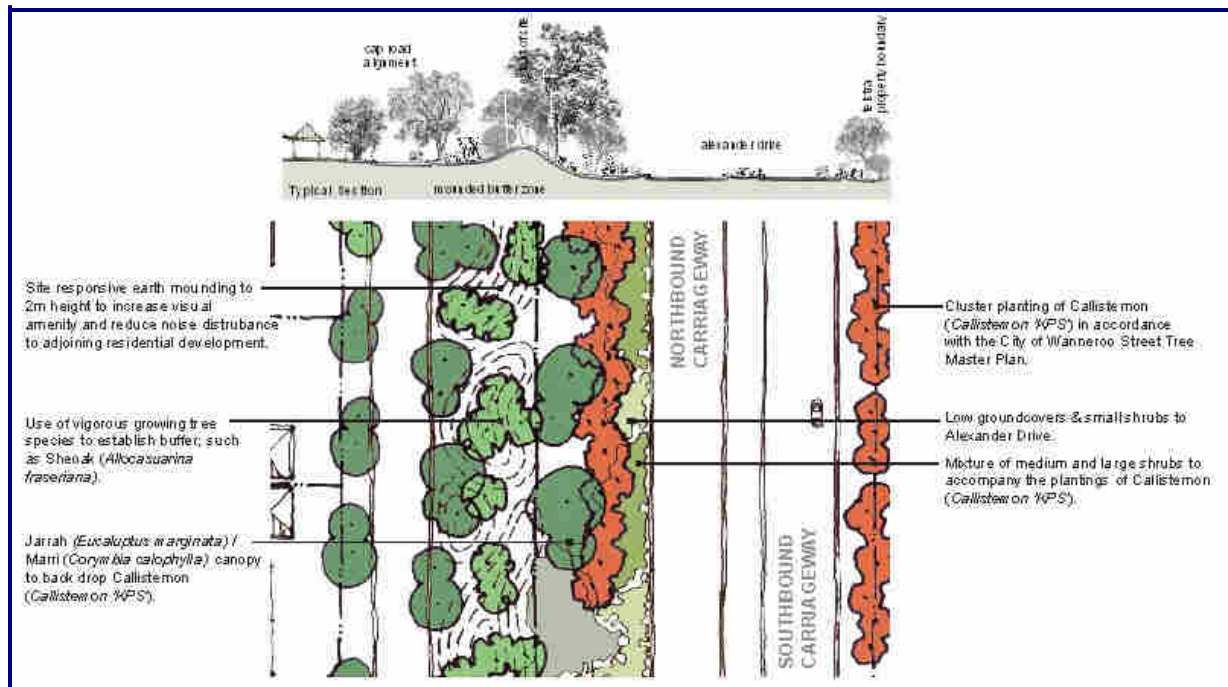 cap road
alignment
of site
telstra
property boundary
alexander drive
Typical Section
mounded buffer zone
Site responsive earth mounding to
2m height to increase visual
amenity and reduce noise distrubance
to adjoining residential development.
Use of vigorous growing tree
species to establish buffer, such
as Sheoak (Allocasuarina
fraseriana).
Jarrah (Eucaluptus marginata) /
Marri (Corymbia calophylla) canopy
to back drop Callistemon
(Callistemon 'KPS').
NORTHBOUND
CARRIAGEWAY
SOUTHBOUND
CARRIAGEWAY
Cluster planting of Callistemon
(Callistemon 'KPS') in accordance
with the City of Wanneroo Street Tree
Master Plan.
Low groundcovers & small shrubs to
Alexander Drive.
Mixture of medium and large shrubs to
accompany the plantings of Callistemon
(Callistemon 'KPS').